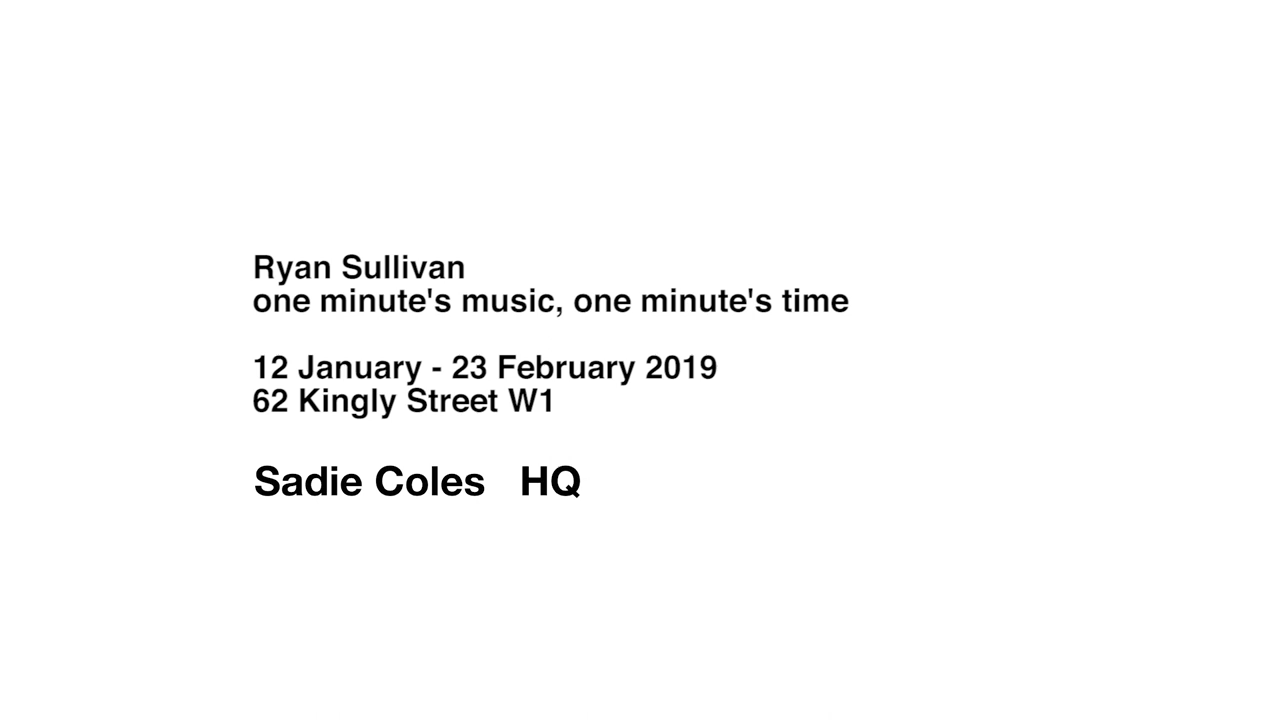 Ryan Sullivan
one minute's music, one minute's time
12 January - 23 February 2019
62 Kingly Street W1
Sadie Coles   HQ